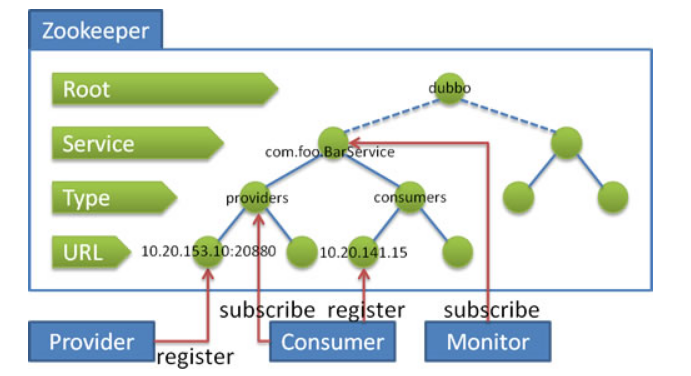 Zookeeper
Root
dubbo
Service
com.foo.BarService
Type
providers
consumers
URL
10.20.153.10:20880
10.20.141.15
subscribe
register
subscribe
Provider
register
Consumer
Monitor